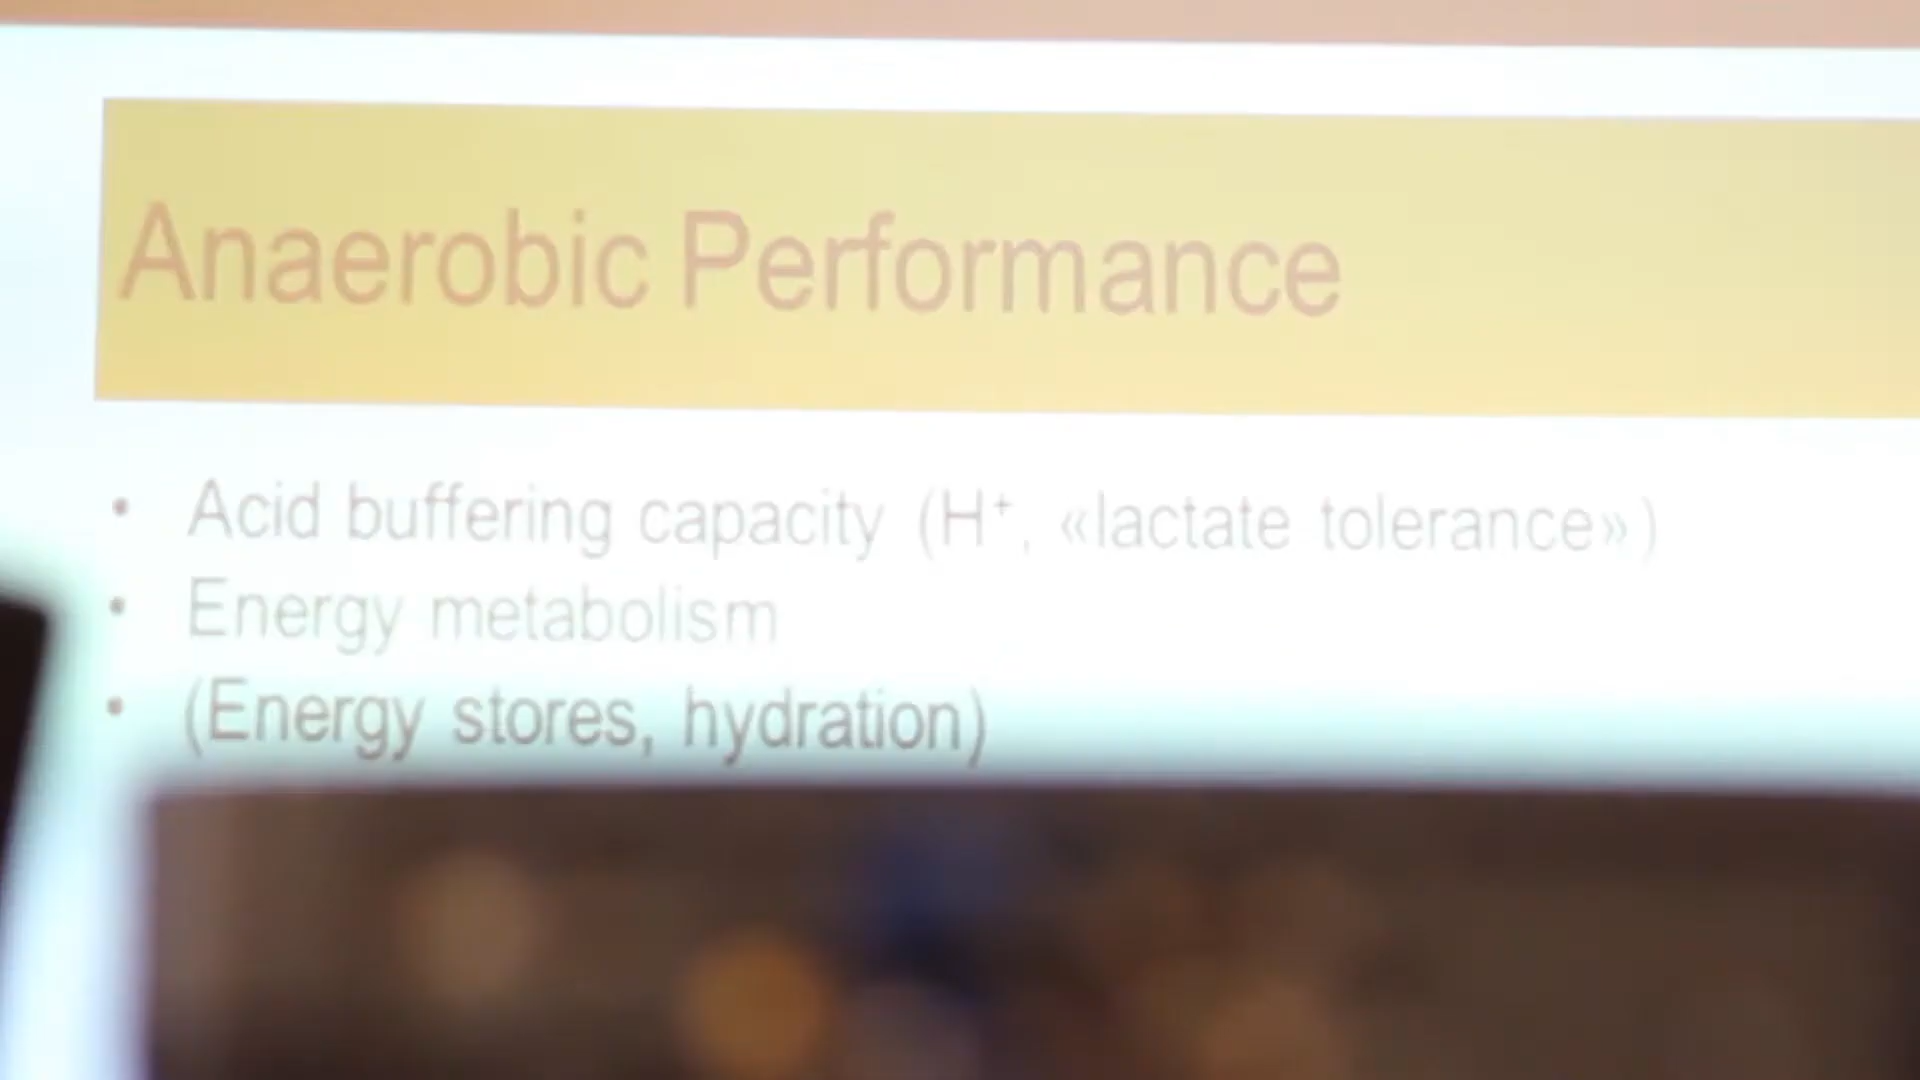 Anaerobic Performance
• Acid buffering capacity (H⁺, «lactate tolerance»)
• Energy metabolism
• (Energy stores, hydration)